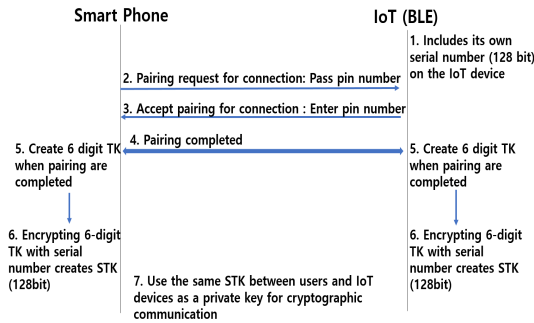 Smart Phone
IoT (BLE)
1. Includes its own
serial number (128 bit)
on the IoT device
2. Pairing request for connection: Pass pin number
3. Accept pairing for connection : Enter pin number
4. Pairing completed
5. Create 6 digit TK
when pairing are
completed
5. Create 6 digit TK
when pairing are
completed
6. Encrypting 6-digit
TK with serial
number creates STK
(128bit)
6. Encrypting 6-digit
TK with serial
number creates STK
(128bit)
7. Use the same STK between users and IoT
devices as a private key for cryptographic
communication